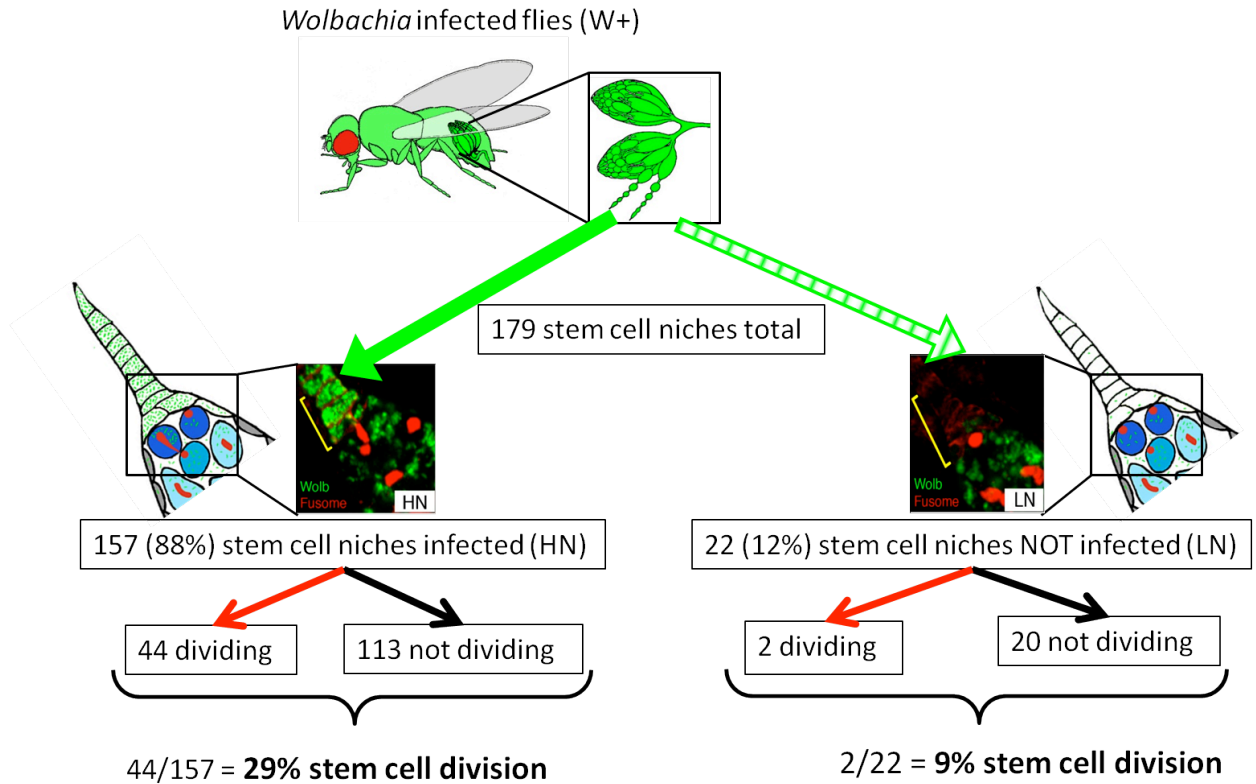 Wolbachia infected flies (W+)
179 stem cell niches total
Wolb
Fusome
HN
Wolb
Fusome
LN
157 (88%) stem cell niches infected (HN)
22 (12%) stem cell niches NOT infected (LN)
44 dividing
113 not dividing
2 dividing
20 not dividing
44/157 = 29% stem cell division
2/22 = 9% stem cell division